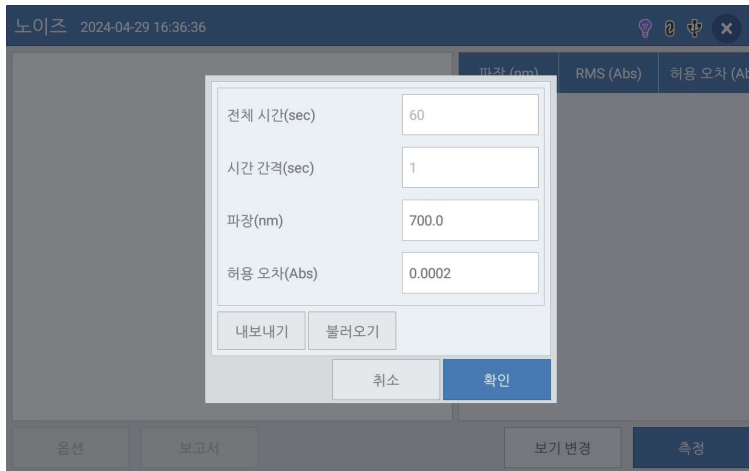 노이즈 2024-04-29 16:36:36
파장 (nm) RMS (Abs) 허용 오차 (Ab
전체 시간(sec) 60
시간 간격(sec) 1
파장(nm) 700.0
허용 오차(Abs) 0.0002
내보내기 불러오기
취소 확인
옵션 보고서 보기 변경 측정